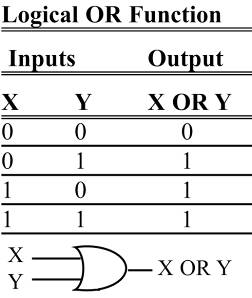 Logical OR Function
Inputs Output
X Y X OR Y
0 0 0
0 1 1
1 0 1
1 1 1
X
X OR Y
Y